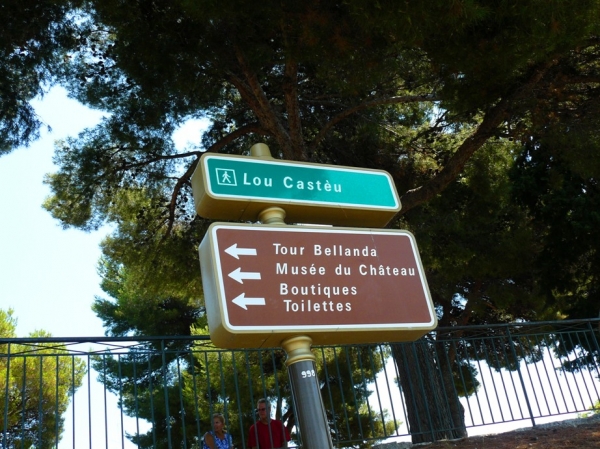 Lou Castèu
Tour Bellanda
Musée du Château
Boutiques
Toilettes